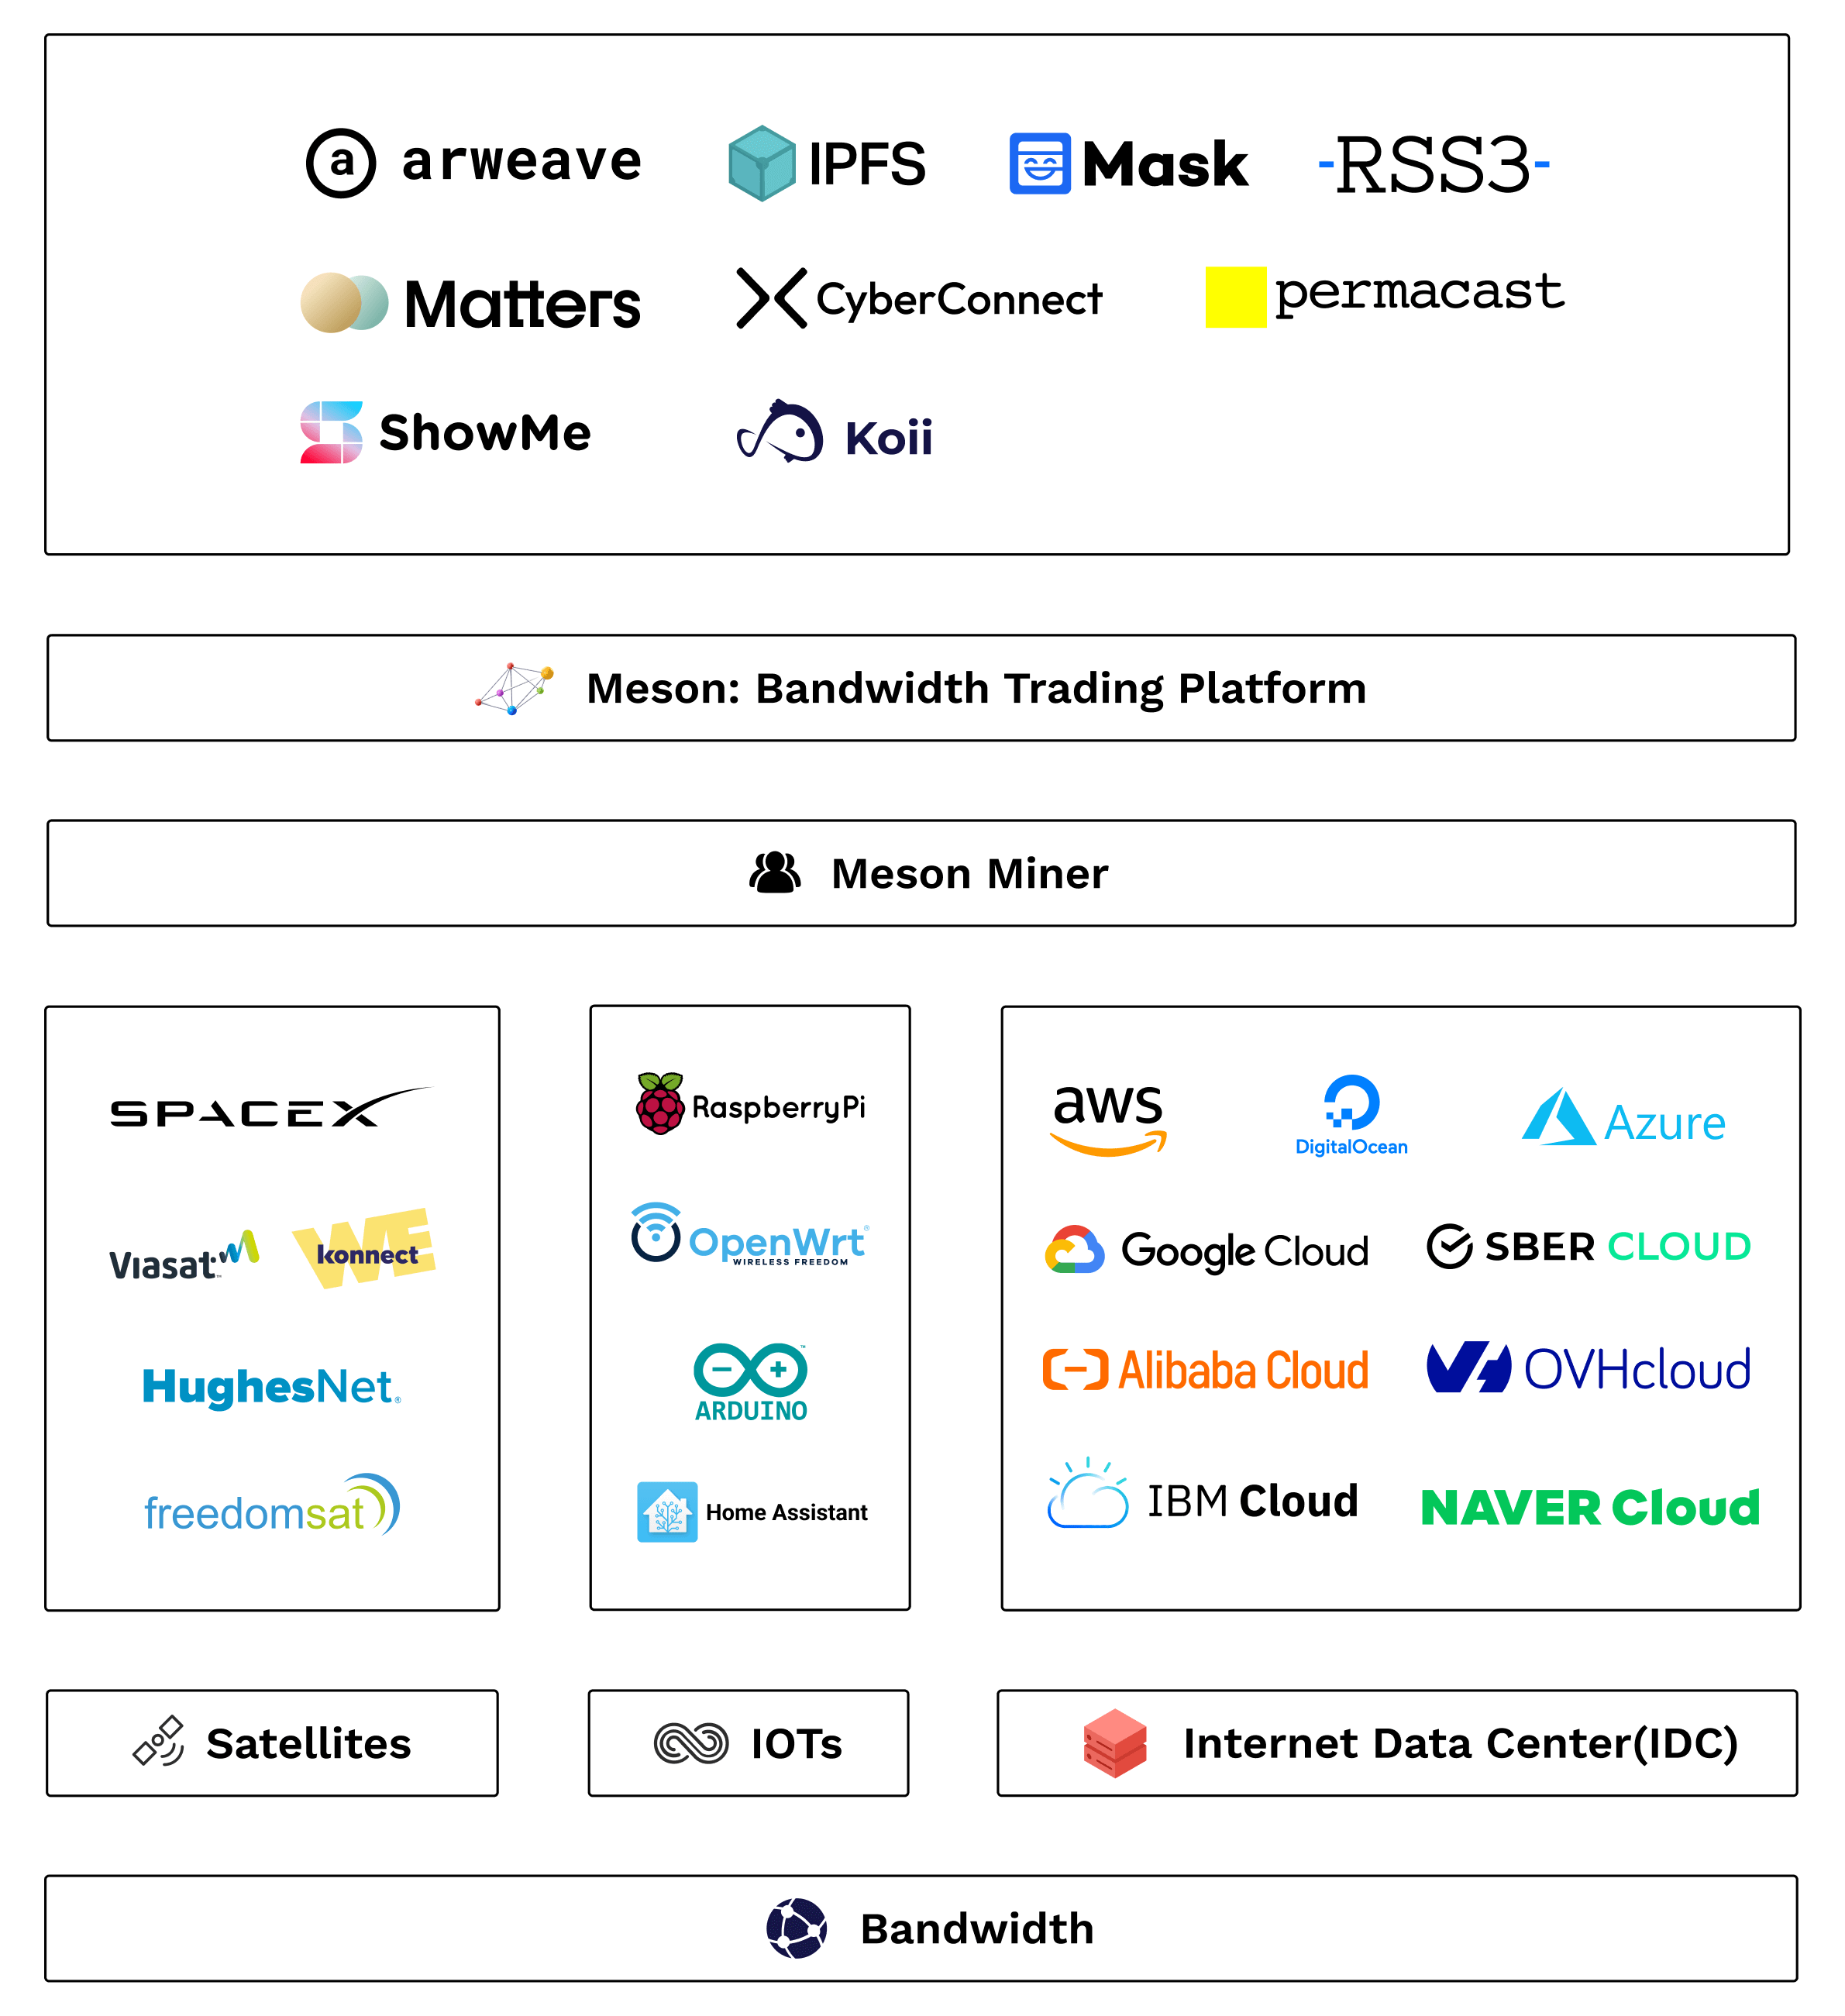 a arweave IPFS Mask -RSS3-
Matters CyberConnect permacast
ShowMe Koii
Meson: Bandwidth Trading Platform
Meson Miner
SPACEX
Viasat™ WE konnect
HughesNet®
freedomsat
RaspberryPi
OpenWrt®
WIRELESS FREEDOM
ARDUINO™
Home Assistant
aws DigitalOcean Azure
Google Cloud SBER CLOUD
Alibaba Cloud OVHcloud
IBM Cloud NAVER Cloud
Satellites
IOTs
Internet Data Center(IDC)
Bandwidth